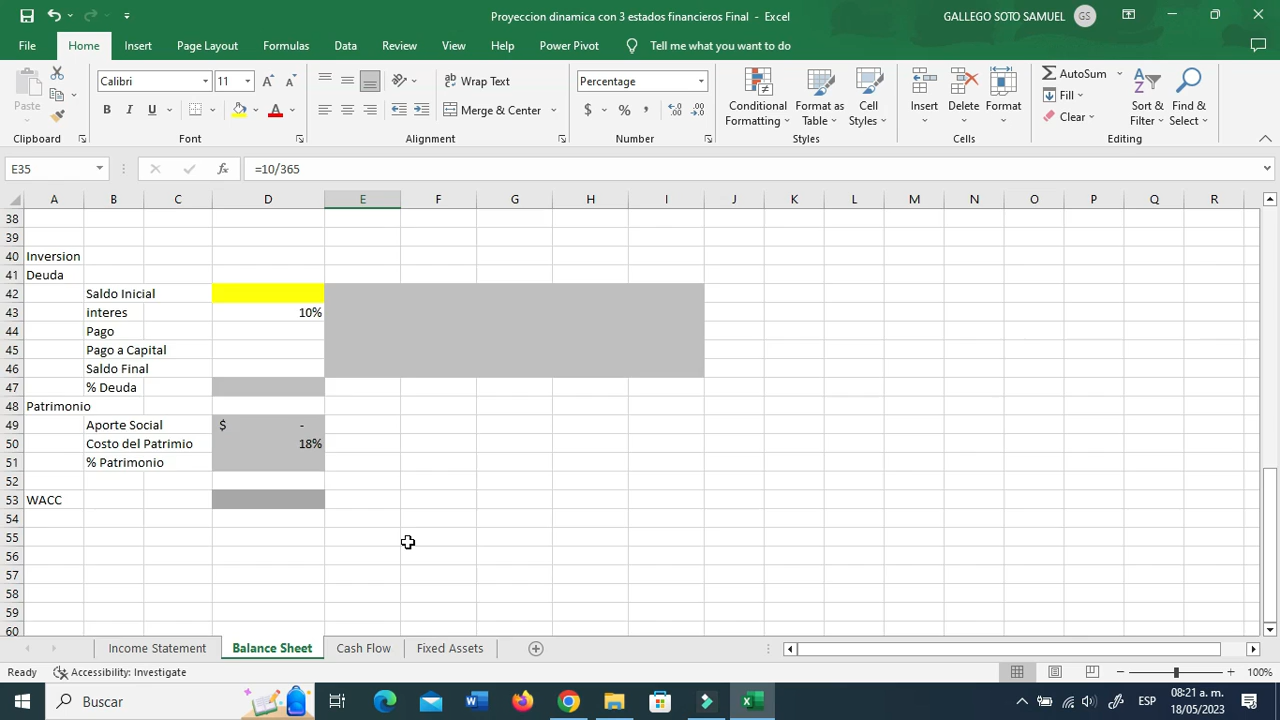 Proyeccion dinamica con 3 estados financieros Final - Excel
GALLEGO SOTO SAMUEL GS
File Home Insert Page Layout Formulas Data Review View Help Power Pivot Tell me what you want to do
Paste
Clipboard
Calibri 11
B I U A
Font
Wrap Text
Merge & Center
Alignment
Percentage
$ % ,
Number
Conditional Formatting
Format as Table
Cell Styles
Styles
Insert Delete Format
Cells
AutoSum
Fill
Clear
Sort & Filter
Find & Select
Editing
E35 fx =10/365
A B C D E F G H I J K L M N O P Q R
38
39
40 Inversion
41 Deuda
42 Saldo Inicial
43 interes 10%
44 Pago
45 Pago a Capital
46 Saldo Final
47 % Deuda
48 Patrimonio
49 Aporte Social $ -
50 Costo del Patrimio 18%
51 % Patrimonio
52
53 WACC
54
55
56
57
58
59
60
Income Statement Balance Sheet Cash Flow Fixed Assets
Ready Accessibility: Investigate 100%
Buscar
ESP
08:21 a. m.
18/05/2023